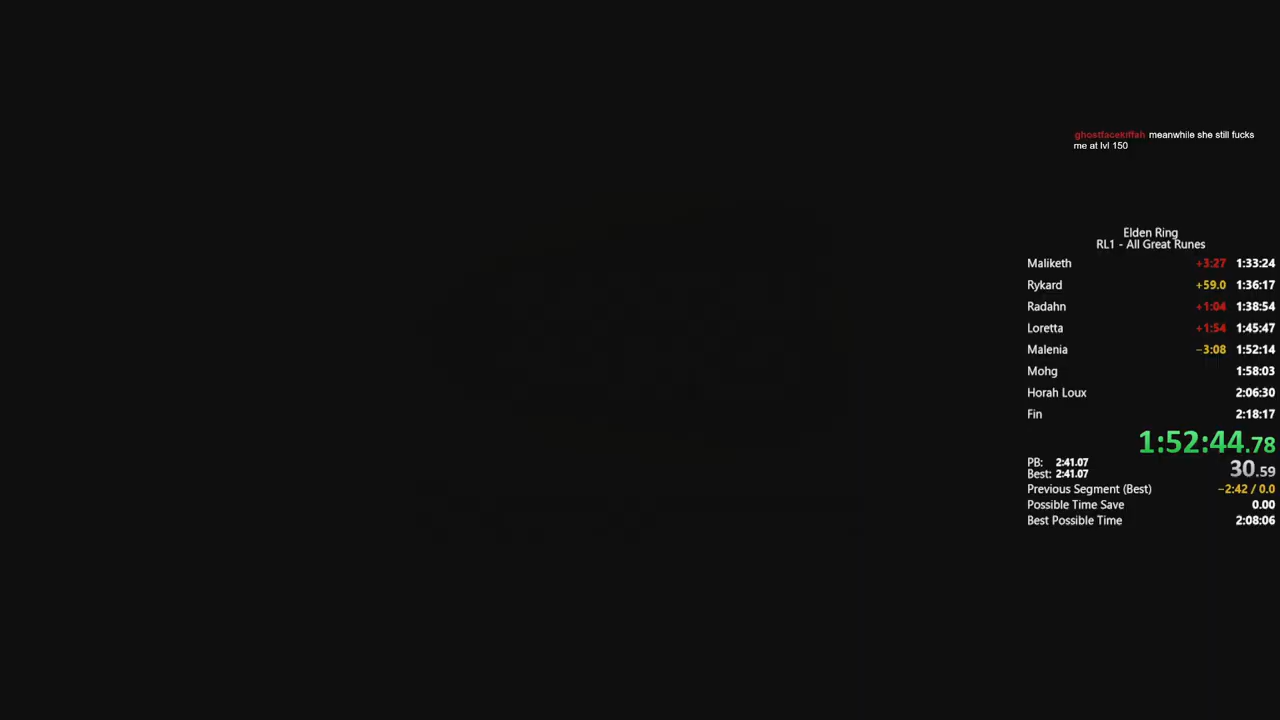 ghostfacekiffah meanwhile she still fucks
me at lvl 150
Elden Ring
RL1 - All Great Runes
Maliketh +3:27 1:33:24
Rykard +59.0 1:36:17
Radahn +1:04 1:38:54
Loretta +1:54 1:45:47
Malenia −3:08 1:52:14
Mohg 1:58:03
Horah Loux 2:06:30
Fin 2:18:17
1:52:44.78
PB: 2:41.07 30.59
Best: 2:41.07
Previous Segment (Best) −2:42 / 0.0
Possible Time Save 0.00
Best Possible Time 2:08:06